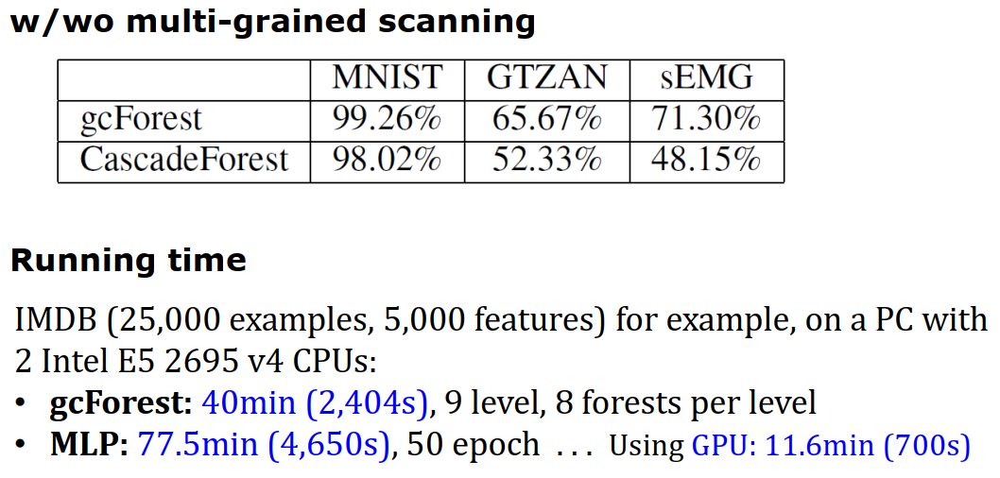 w/wo multi-grained scanning
MNIST GTZAN sEMG
gcForest 99.26% 65.67% 71.30%
CascadeForest 98.02% 52.33% 48.15%
Running time
IMDB (25,000 examples, 5,000 features) for example, on a PC with
2 Intel E5 2695 v4 CPUs:
• gcForest: 40min (2,404s), 9 level, 8 forests per level
• MLP: 77.5min (4,650s), 50 epoch ... Using GPU: 11.6min (700s)